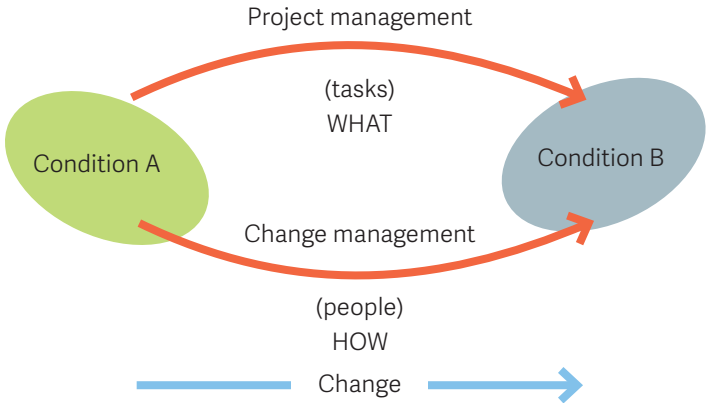 Project management
(tasks)
WHAT
Condition A
Condition B
Change management
(people)
HOW
Change